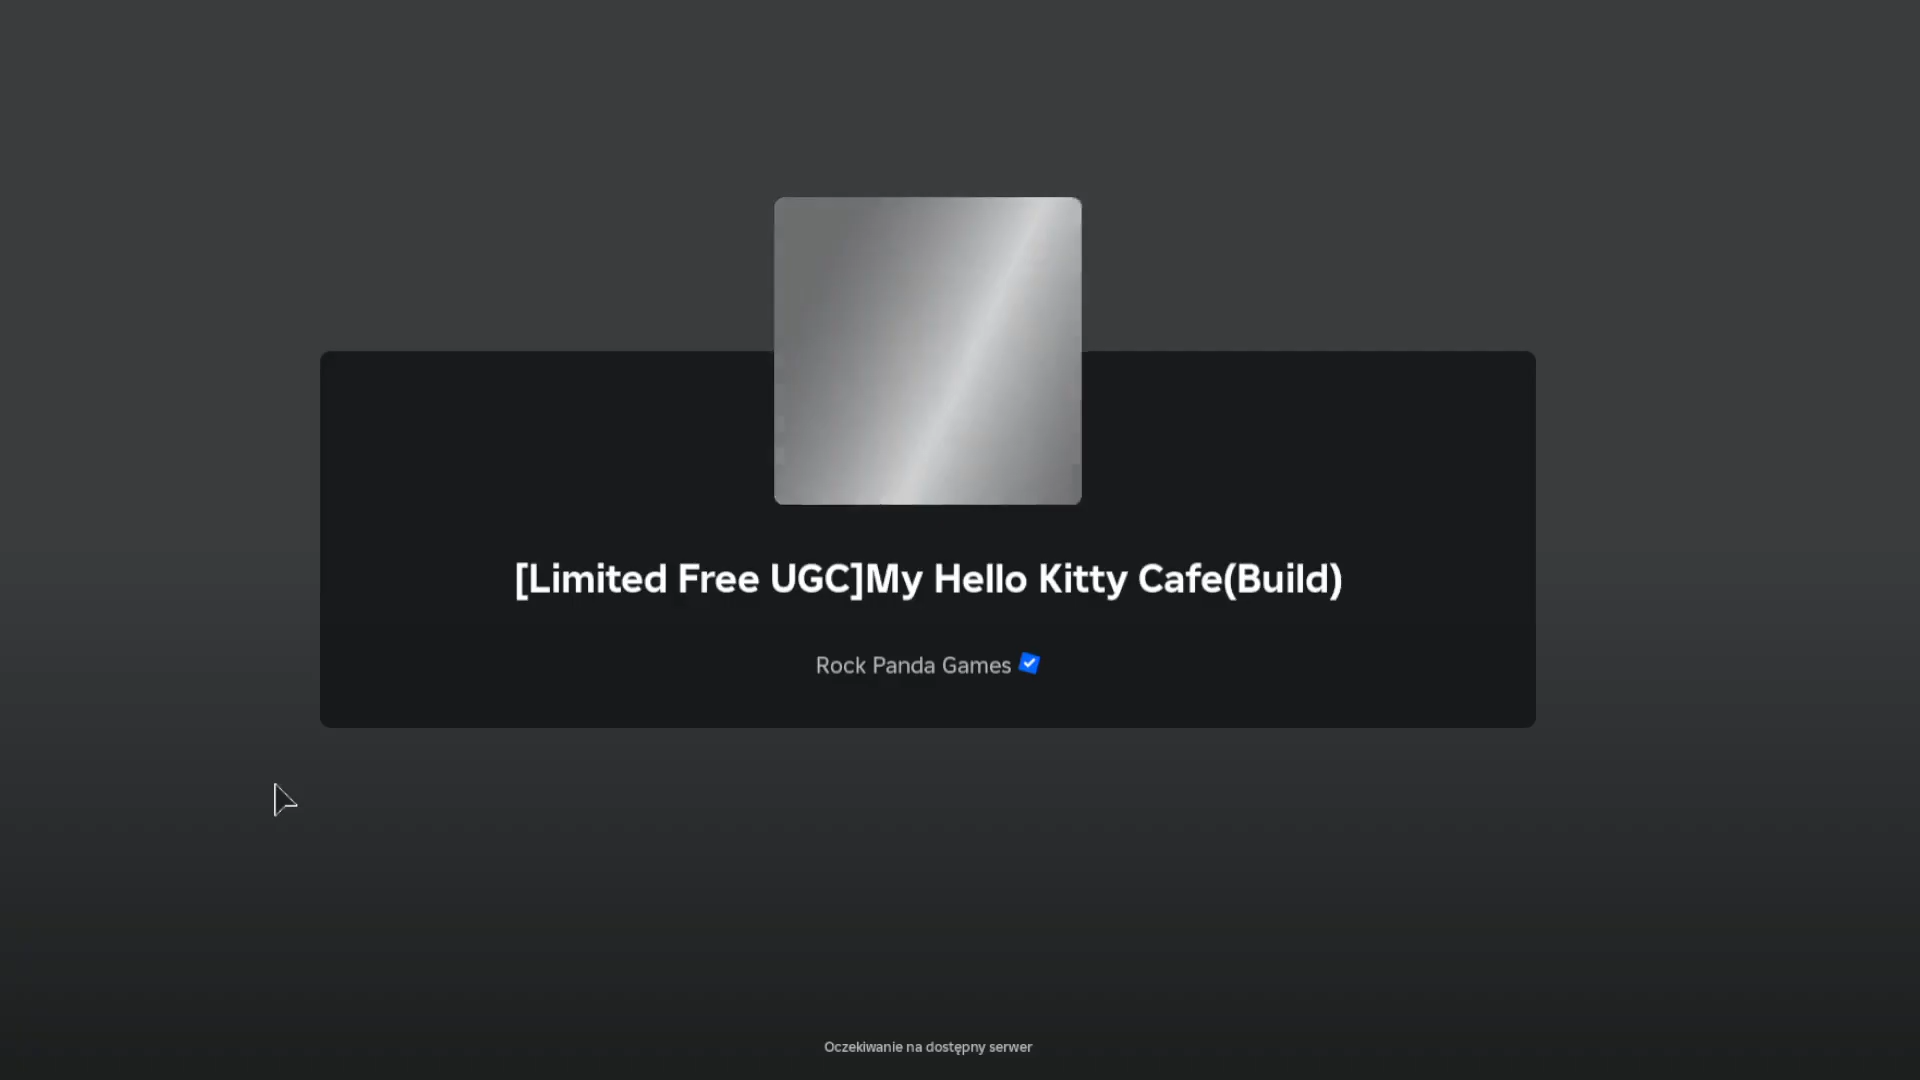 [Limited Free UGC]My Hello Kitty Cafe(Build)
Rock Panda Games
Oczekiwanie na dostępny serwer